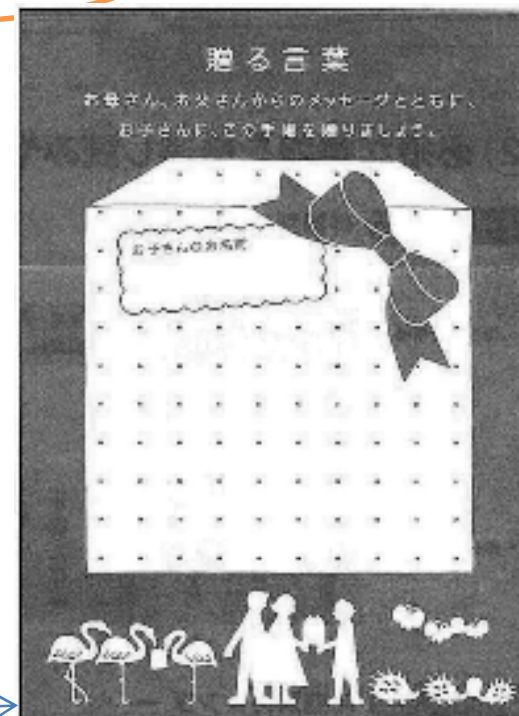 贈る言葉
お母さん、お父さんからのメッセージとともに、
お子さんに、この手帳を贈りましょう。
お子さんのお名前